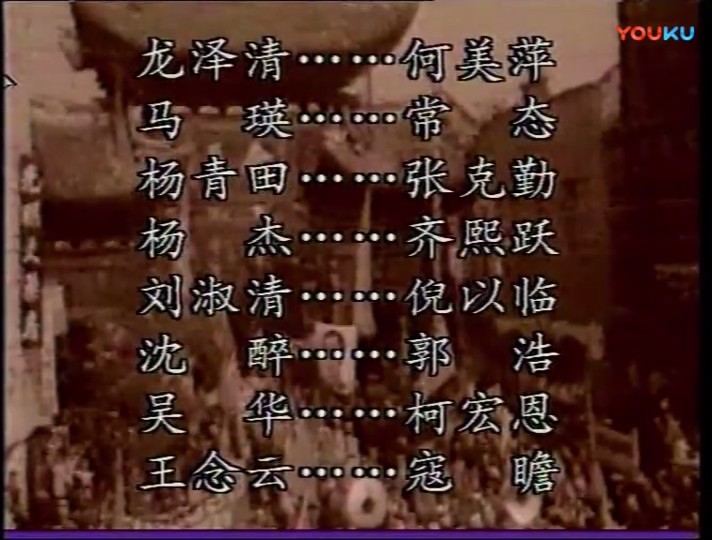 YOUKU
龙泽清……何美萍
马　瑛……常　态
杨青田……张克勤
杨　杰……齐熙跃
刘淑清……倪以临
沈　醉……郭　浩
吴　华……柯宏恩
王念云……寇　瞻